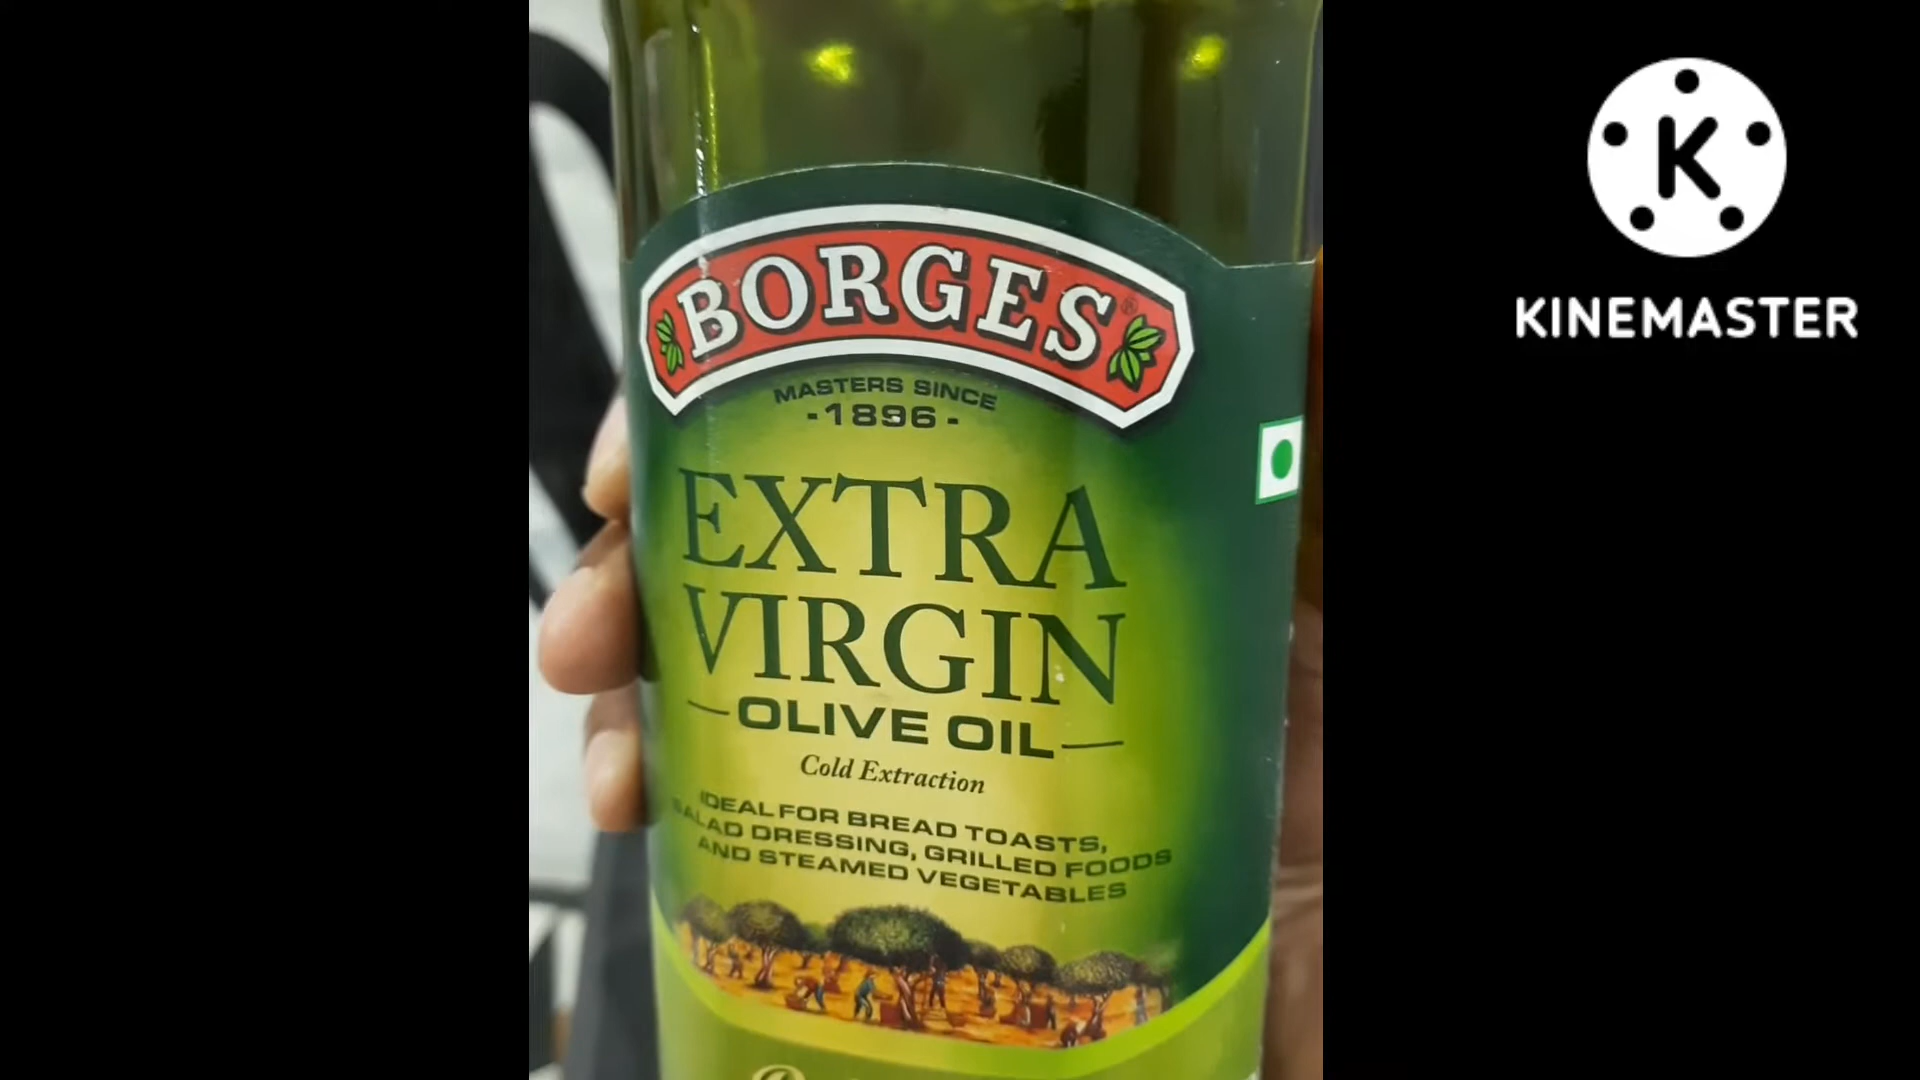 BORGES®
MASTERS SINCE
-1896-
EXTRA
VIRGIN
OLIVE OIL
Cold Extraction
IDEAL FOR BREAD TOASTS,
SALAD DRESSING, GRILLED FOODS
AND STEAMED VEGETABLES
K
KINEMASTER